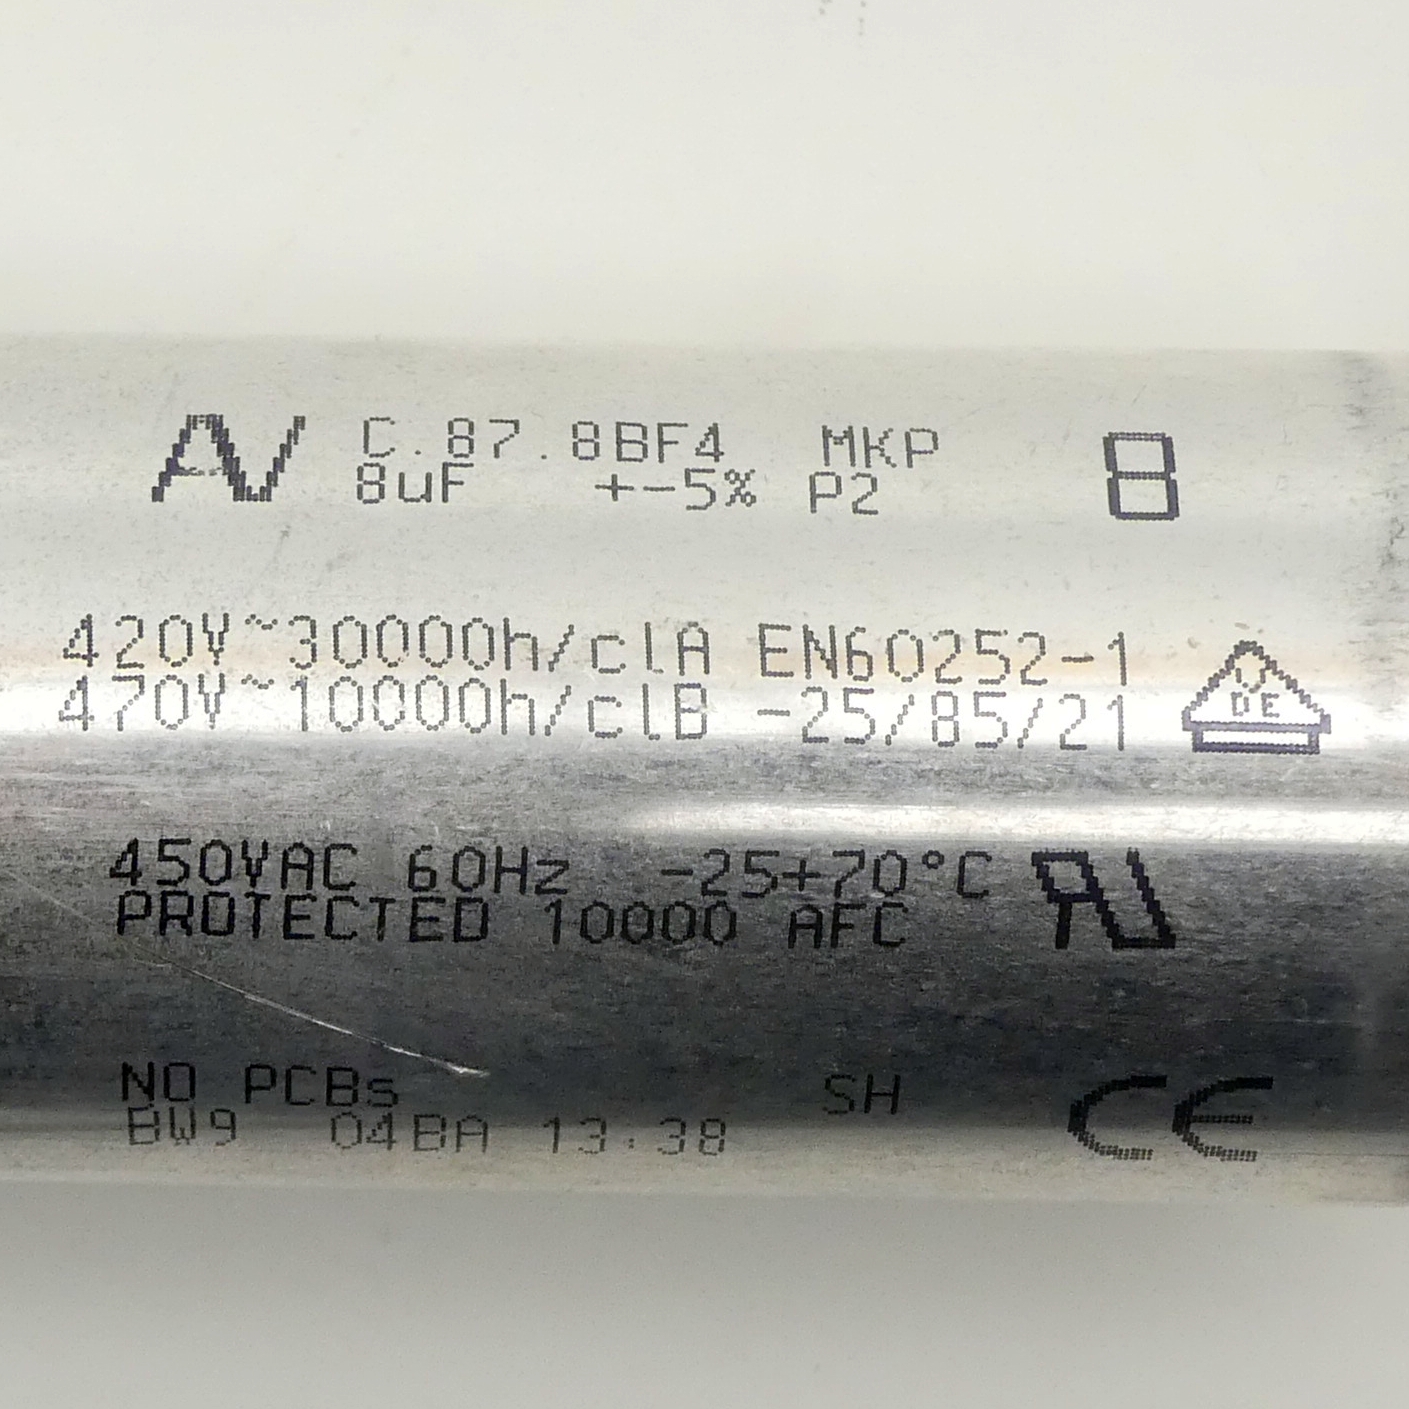 AV C.87.8BF4 MKP 8
8uF +-5% P2
420V~30000h/clA EN60252-1
470V~10000h/clB -25/85/21
DE
450VAC 60Hz -25+70°C
PROTECTED 10000 AFC
NO PCBs SH CE
BW9 04BA 13:38